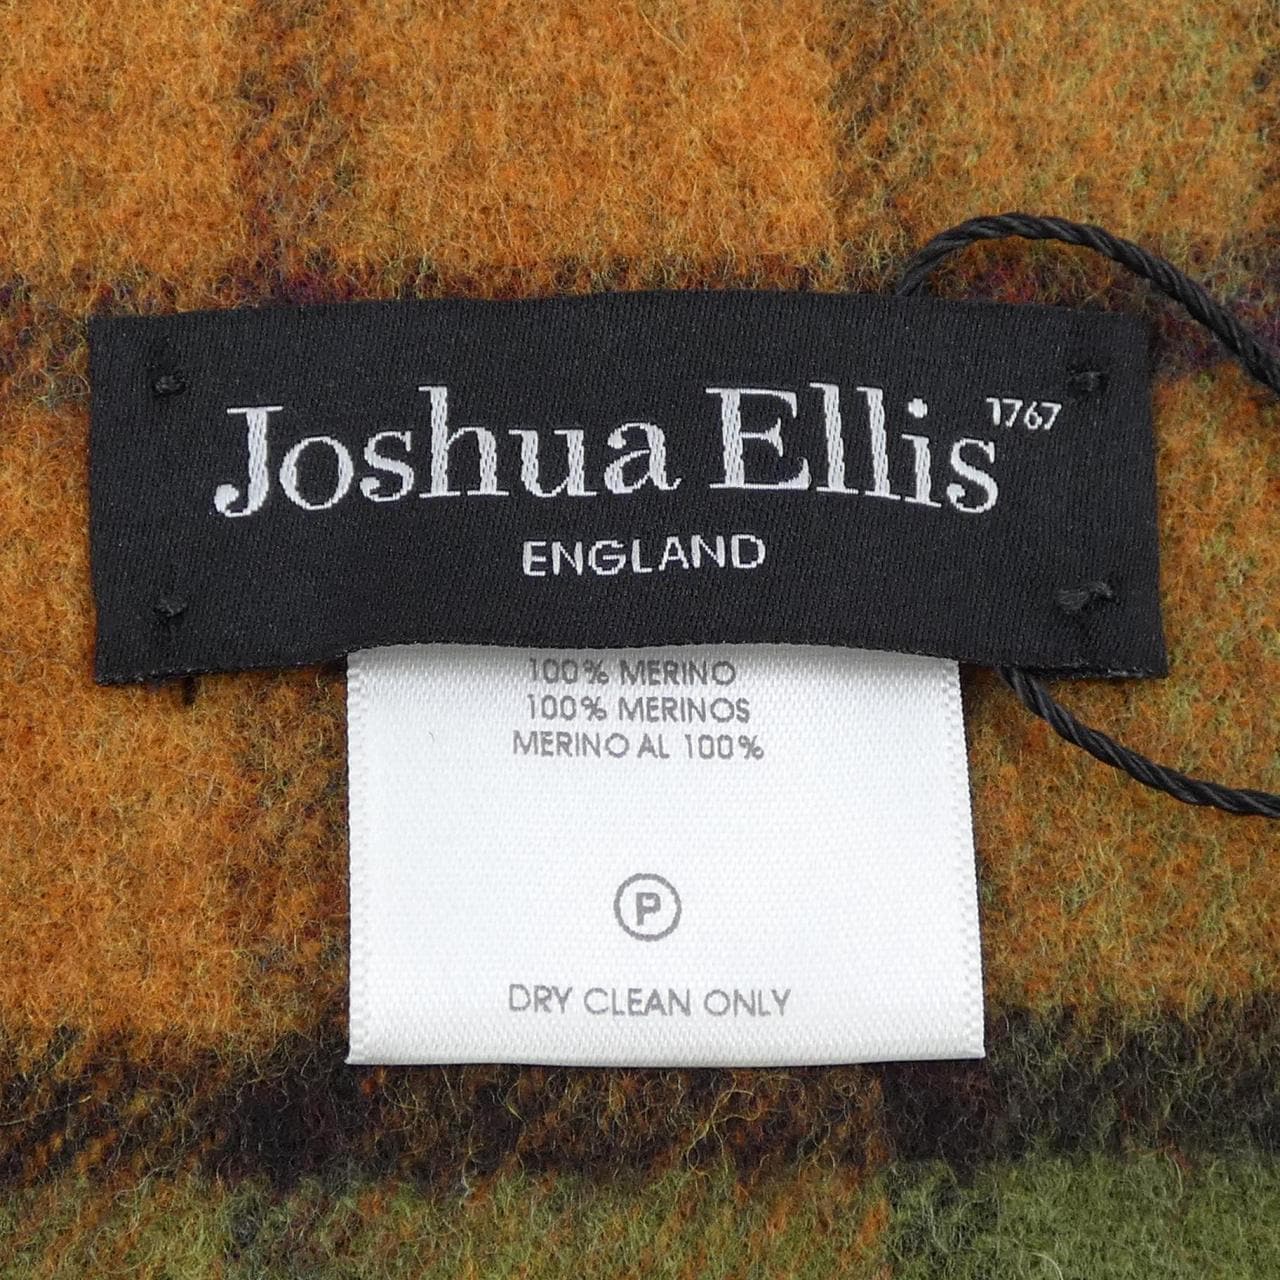 Joshua Ellis 1767
ENGLAND
100% MERINO
100% MERINOS
MERINO AL 100%
P
DRY CLEAN ONLY